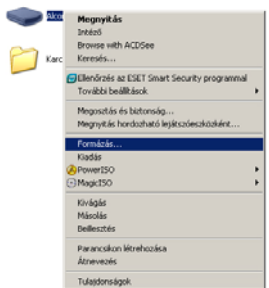 Alco
Karc
Megnyitás
Intéző
Browse with ACDSee
Keresés...
Ellenőrzés az ESET Smart Security programmal
További beállítások
Megosztás és biztonság...
Megnyitás hordozható lejátszóeszközként...
Formázás...
Kiadás
PowerISO
MagicISO
Kivágás
Másolás
Beillesztés
Parancsikon létrehozása
Átnevezés
Tulajdonságok